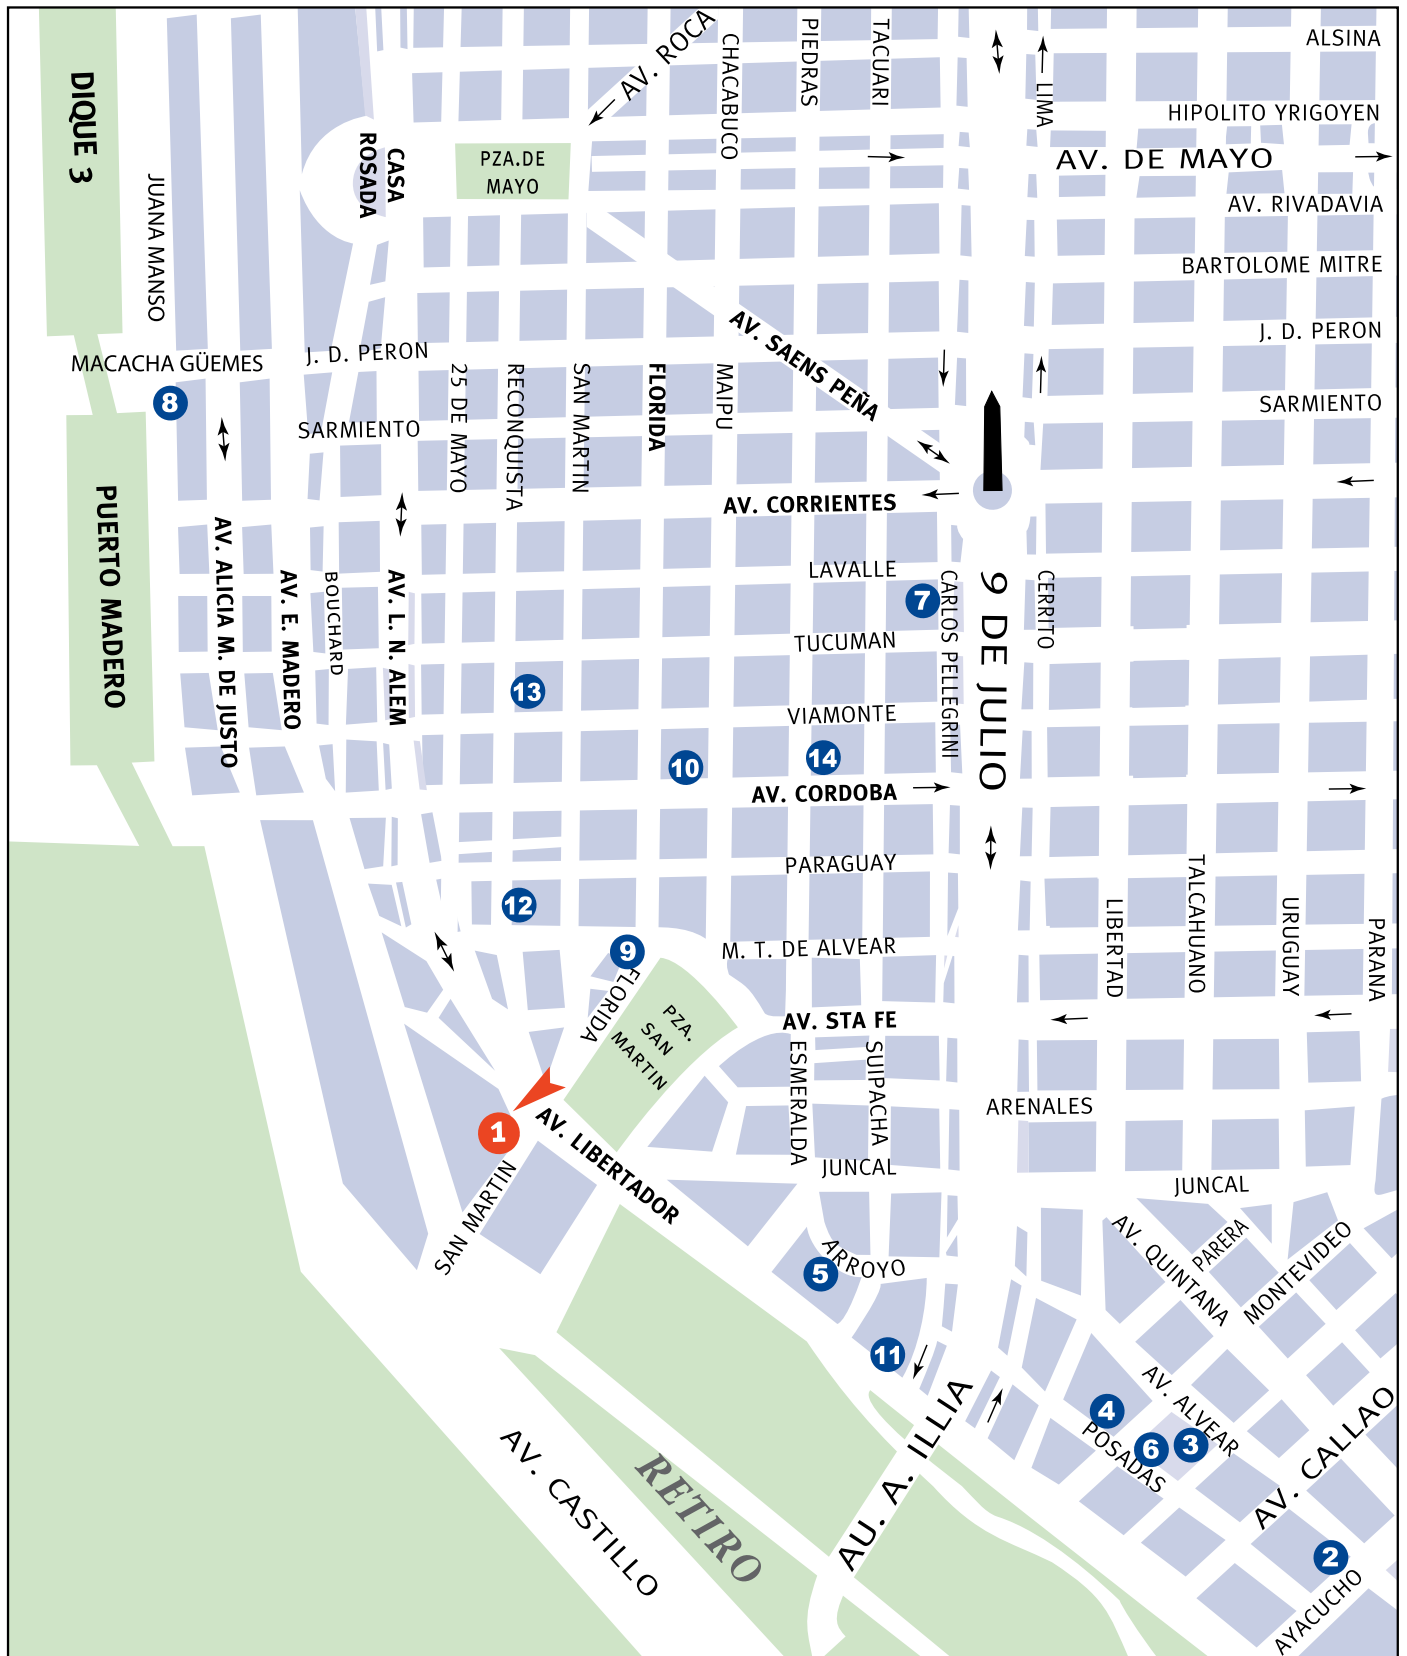 DIQUE 3
JUANA MANSO
CASA
ROSADA
PZA.DE
MAYO
AV. ROCA
CHACABUCO
PIEDRAS
TACUARI
LIMA
ALSINA
HIPOLITO YRIGOYEN
AV. DE MAYO
AV. RIVADAVIA
BARTOLOME MITRE
J. D. PERON
SARMIENTO
MACACHA GÜEMES
8
J. D. PERON
SARMIENTO
25 DE MAYO
RECONQUISTA
SAN MARTIN
FLORIDA
MAIPU
AV. SAENS PEÑA
AV. CORRIENTES
PUERTO MADERO
AV. ALICIA M. DE JUSTO
AV. E. MADERO
BOUCHARD
AV. L. N. ALEM
LAVALLE
7
CARLOS PELLEGRINI
9 DE JULIO
CERRITO
TUCUMAN
13
VIAMONTE
10
14
AV. CORDOBA
PARAGUAY
12
9
FLORIDA
M. T. DE ALVEAR
LIBERTAD
TALCAHUANO
URUGUAY
PARANA
PZA.
SAN
MARTIN
AV. STA FE
ESMERALDA
SUIPACHA
ARENALES
1
AV. LIBERTADOR
SAN MARTIN
JUNCAL
JUNCAL
ARROYO
5
11
AV. QUINTANA
PARERA
MONTEVIDEO
AV. ALVEAR
4
6
3
POSADAS
AV. CALLAO
2
AYACUCHO
AU. A. ILLIA
RETIRO
AV. CASTILLO